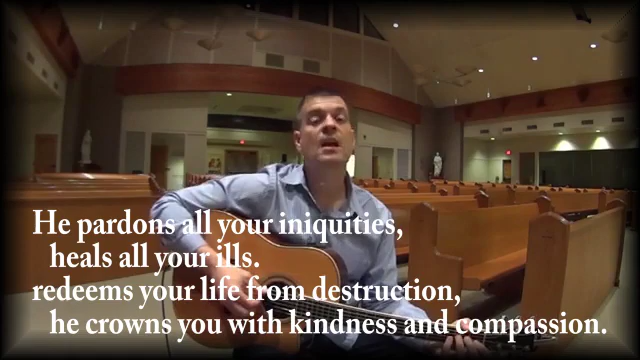 He pardons all your iniquities,
heals all your ills.
redeems your life from destruction,
he crowns you with kindness and compassion.